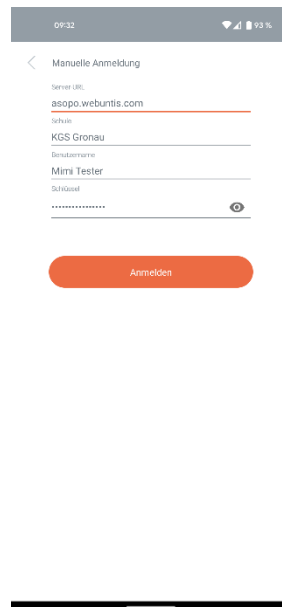 09:32
93 %
Manuelle Anmeldung
Server URL
asopo.webuntis.com
Schule
KGS Gronau
Benutzername
Mimi Tester
Schlüssel
•••••••••••••••
Anmelden